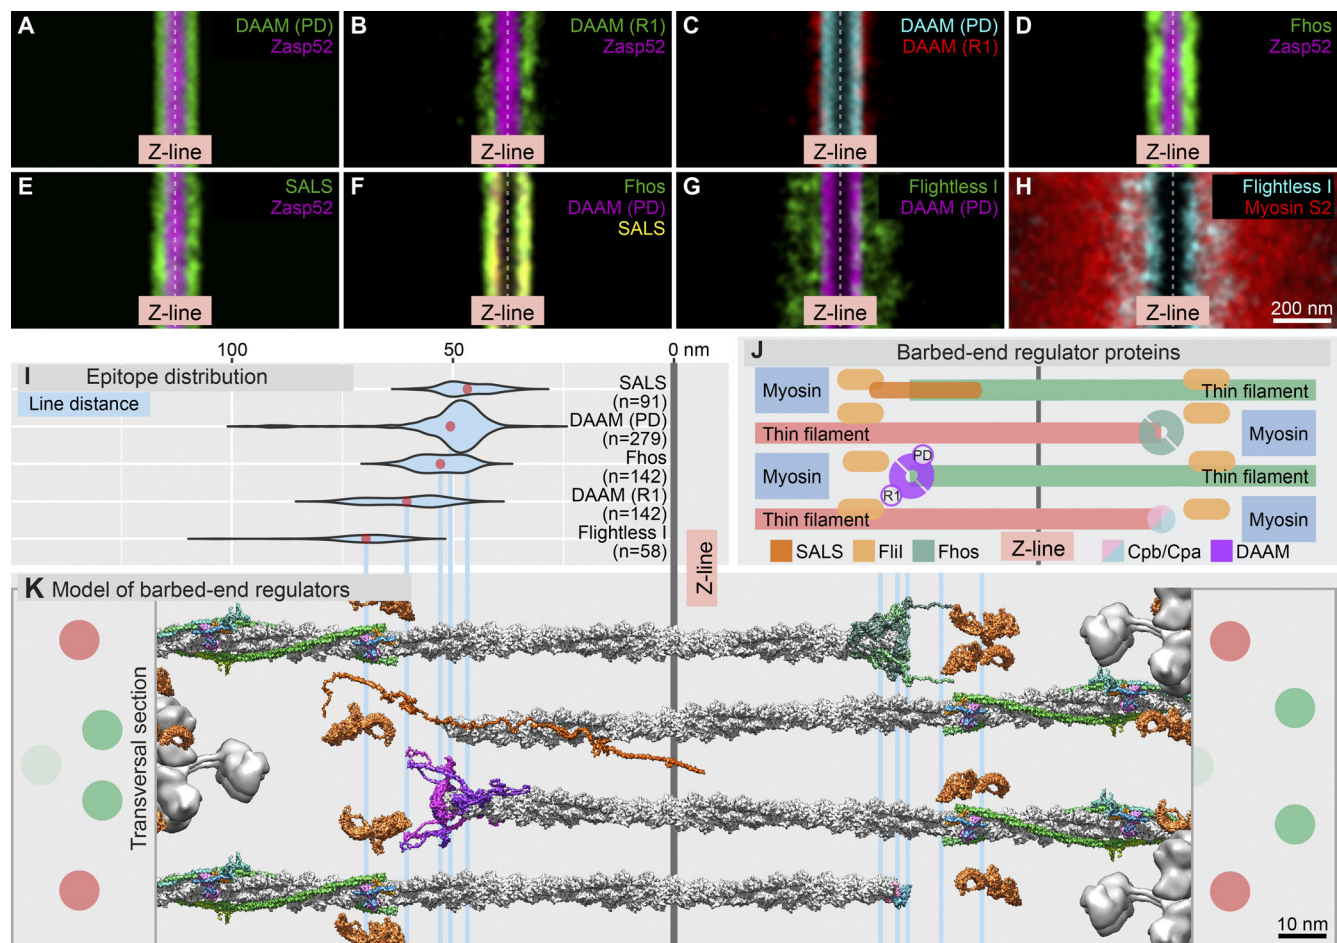 A
DAAM (PD)
Zasp52
Z-line
B
DAAM (R1)
Zasp52
Z-line
C
DAAM (PD)
DAAM (R1)
Z-line
D
Fhos
Zasp52
Z-line
E
SALS
Zasp52
Z-line
F
Fhos
DAAM (PD)
SALS
Z-line
G
Flightless I
DAAM (PD)
Z-line
H
Flightless I
Myosin S2
Z-line
200 nm
100
50
0 nm
I
Epitope distribution
Line distance
SALS
(n=91)
DAAM (PD)
(n=279)
Fhos
(n=142)
DAAM (R1)
(n=142)
Flightless I
(n=58)
Z-line
J
Barbed-end regulator proteins
Myosin
Thin filament
Thin filament
Myosin
Myosin
PD
R1
Thin filament
Thin filament
Myosin
SALS
FliI
Fhos
Z-line
Cpb/Cpa
DAAM
K
Model of barbed-end regulators
Transversal section
10 nm